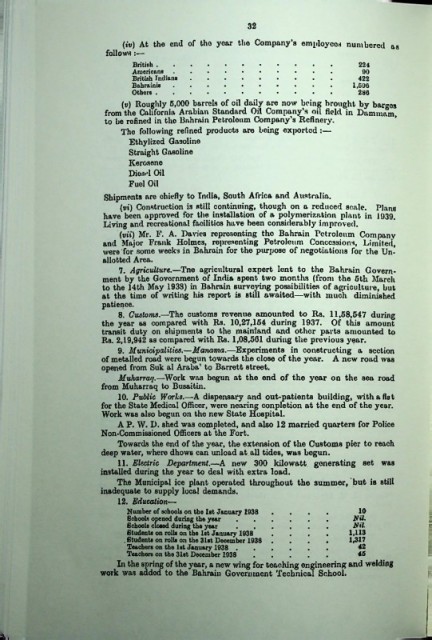 32
(iv) At the end of the year the Company's employees numbered as
follows :—
British . . . . . . . . . . . 224
Americans . . . . . . . . . . 90
British Indians . . . . . . . . . 422
Bahrainis . . . . . . . . . .
Others . . . . . . . . . . . 286
(v) Roughly 5,000 barrels of oil daily are now being brought by barges
from the California Arabian Standard Oil Company's oil field in Dammam,
to be refined in the Bahrain Petroleum Company's Refinery.
The following refined products are being exported :—
Ethylized Gasoline
Straight Gasoline
Kerosene
Diesel Oil
Fuel Oil
Shipments are chiefly to India, South Africa and Australia.
(vi) Construction is still continuing, though on a reduced scale. Plans
have been approved for the installation of a polymerization plant in 1939.
Living and recreational facilities have been considerably improved.
(vii) Mr. F. A. Davies representing the Bahrain Petroleum Company
and Major Frank Holmes, representing Petroleum Concessions, Limited,
were for some weeks in Bahrain for the purpose of negotiations for the Un-
allotted Area.
7. Agriculture.—The agricultural expert lent to the Bahrain Govern-
ment by the Government of India spent two months (from the 5th March
to the 14th May 1938) in Bahrain surveying possibilities of agriculture, but
at the time of writing his report is still awaited—with much diminished
patience.
8. Customs.—The customs revenue amounted to Rs. 11,58,547 during
the year as compared with Rs. 10,27,154 during 1937. Of this amount
transit duty on shipments to the mainland and other parts amounted to
Rs. 2,19,942 as compared with Rs. 1,08,561 during the previous year.
9. Municipalities.—Manama.—Experiments in constructing a section
of metalled road were begun towards the close of the year. A new road was
opened from Suk al Araba' to Barrett street.
Muharraq.—Work was begun at the end of the year on the sea road
from Muharraq to Busaitin.
10. Public Works.—A dispensary and out-patients building, with a flat
for the State Medical Officer, were nearing completion at the end of the year.
Work was also begun on the new State Hospital.
A P. W. D. shed was completed, and also 12 married quarters for Police
Non-Commissioned Officers at the Fort.
Towards the end of the year, the extension of the Customs pier to reach
deep water, where dhows can unload at all tides, was begun.
11. Electric Department.—A new 300 kilowatt generating set was
installed during the year to deal with extra load.
The Municipal ice plant operated throughout the summer, but is still
inadequate to supply local demands.
12. Education—
Number of schools on the 1st January 1938 . . . . . 10
Schools opened during the year . . . . . . Nil.
Schools closed during the year . . . . . . Nil.
Students on rolls on the 1st January 1938 . . . . . 1,113
Students on rolls on the 31st December 1938 . . . . . 1,317
Teachers on the 1st January 1938 . . . . . . 42
Teachers on the 31st December 1938 . . . . . 45
In the spring of the year, a new wing for teaching engineering and welding
work was added to the Bahrain Government Technical School.